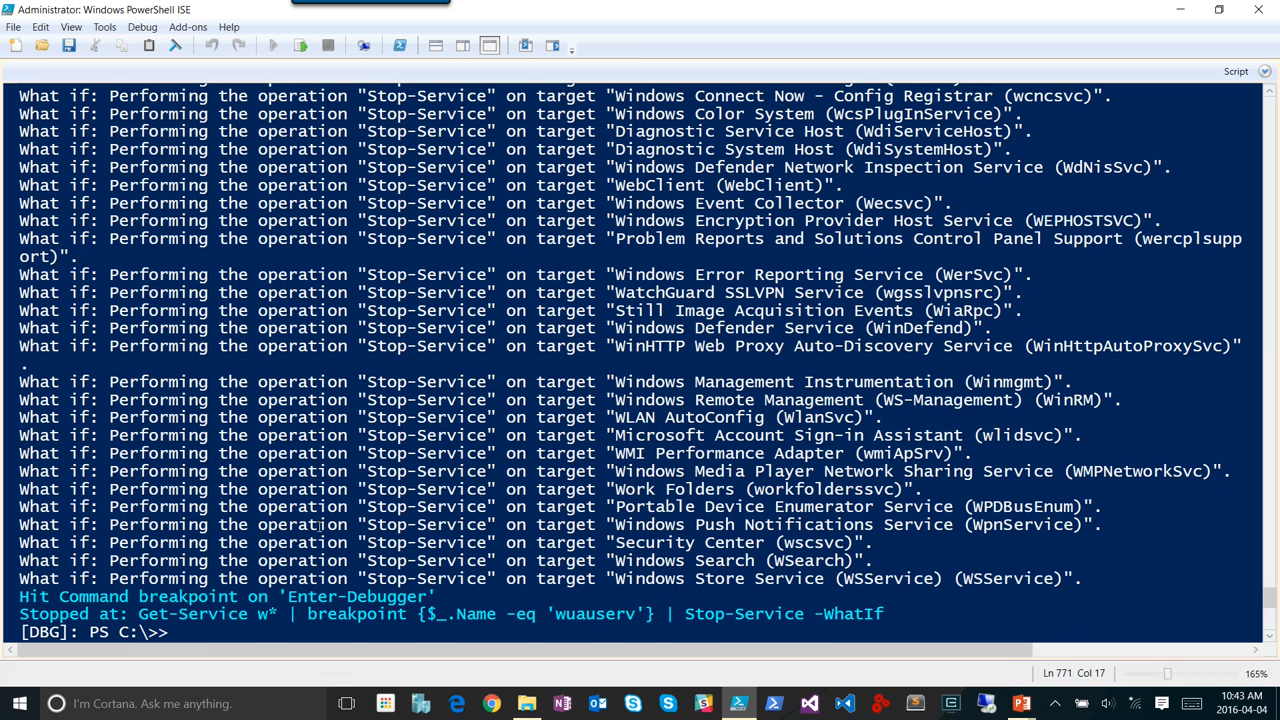 Administrator: Windows PowerShell ISE
File Edit View Tools Debug Add-ons Help
Script
What if: Performing the operation "Stop-Service" on target "Windows Connect Now - Config Registrar (wcncsvc)".
What if: Performing the operation "Stop-Service" on target "Windows Color System (WcsPlugInService)".
What if: Performing the operation "Stop-Service" on target "Diagnostic Service Host (WdiServiceHost)".
What if: Performing the operation "Stop-Service" on target "Diagnostic System Host (WdiSystemHost)".
What if: Performing the operation "Stop-Service" on target "Windows Defender Network Inspection Service (WdNisSvc)".
What if: Performing the operation "Stop-Service" on target "WebClient (WebClient)".
What if: Performing the operation "Stop-Service" on target "Windows Event Collector (Wecsvc)".
What if: Performing the operation "Stop-Service" on target "Windows Encryption Provider Host Service (WEPHOSTSVC)".
What if: Performing the operation "Stop-Service" on target "Problem Reports and Solutions Control Panel Support (wercplsupp
ort)".
What if: Performing the operation "Stop-Service" on target "Windows Error Reporting Service (WerSvc)".
What if: Performing the operation "Stop-Service" on target "WatchGuard SSLVPN Service (wgsslvpnsrc)".
What if: Performing the operation "Stop-Service" on target "Still Image Acquisition Events (WiaRpc)".
What if: Performing the operation "Stop-Service" on target "Windows Defender Service (WinDefend)".
What if: Performing the operation "Stop-Service" on target "WinHTTP Web Proxy Auto-Discovery Service (WinHttpAutoProxySvc)"
.
What if: Performing the operation "Stop-Service" on target "Windows Management Instrumentation (Winmgmt)".
What if: Performing the operation "Stop-Service" on target "Windows Remote Management (WS-Management) (WinRM)".
What if: Performing the operation "Stop-Service" on target "WLAN AutoConfig (WlanSvc)".
What if: Performing the operation "Stop-Service" on target "Microsoft Account Sign-in Assistant (wlidsvc)".
What if: Performing the operation "Stop-Service" on target "WMI Performance Adapter (wmiApSrv)".
What if: Performing the operation "Stop-Service" on target "Windows Media Player Network Sharing Service (WMPNetworkSvc)".
What if: Performing the operation "Stop-Service" on target "Work Folders (workfolderssvc)".
What if: Performing the operation "Stop-Service" on target "Portable Device Enumerator Service (WPDBusEnum)".
What if: Performing the operation "Stop-Service" on target "Windows Push Notifications Service (WpnService)".
What if: Performing the operation "Stop-Service" on target "Security Center (wscsvc)".
What if: Performing the operation "Stop-Service" on target "Windows Search (WSearch)".
What if: Performing the operation "Stop-Service" on target "Windows Store Service (WSService) (WSService)".
Hit Command breakpoint on 'Enter-Debugger'
Stopped at: Get-Service w* | breakpoint {$_.Name -eq 'wuauserv'} | Stop-Service -WhatIf
[DBG]: PS C:\>>
Ln 771 Col 17 165%
I'm Cortana. Ask me anything.
10:43 AM
2016-04-04